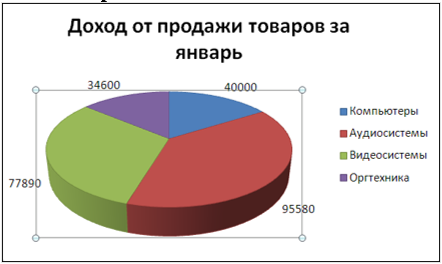 Доход от продажи товаров за
январь
34600
40000
77890
95580
Компьютеры
Аудиосистемы
Видеосистемы
Оргтехника